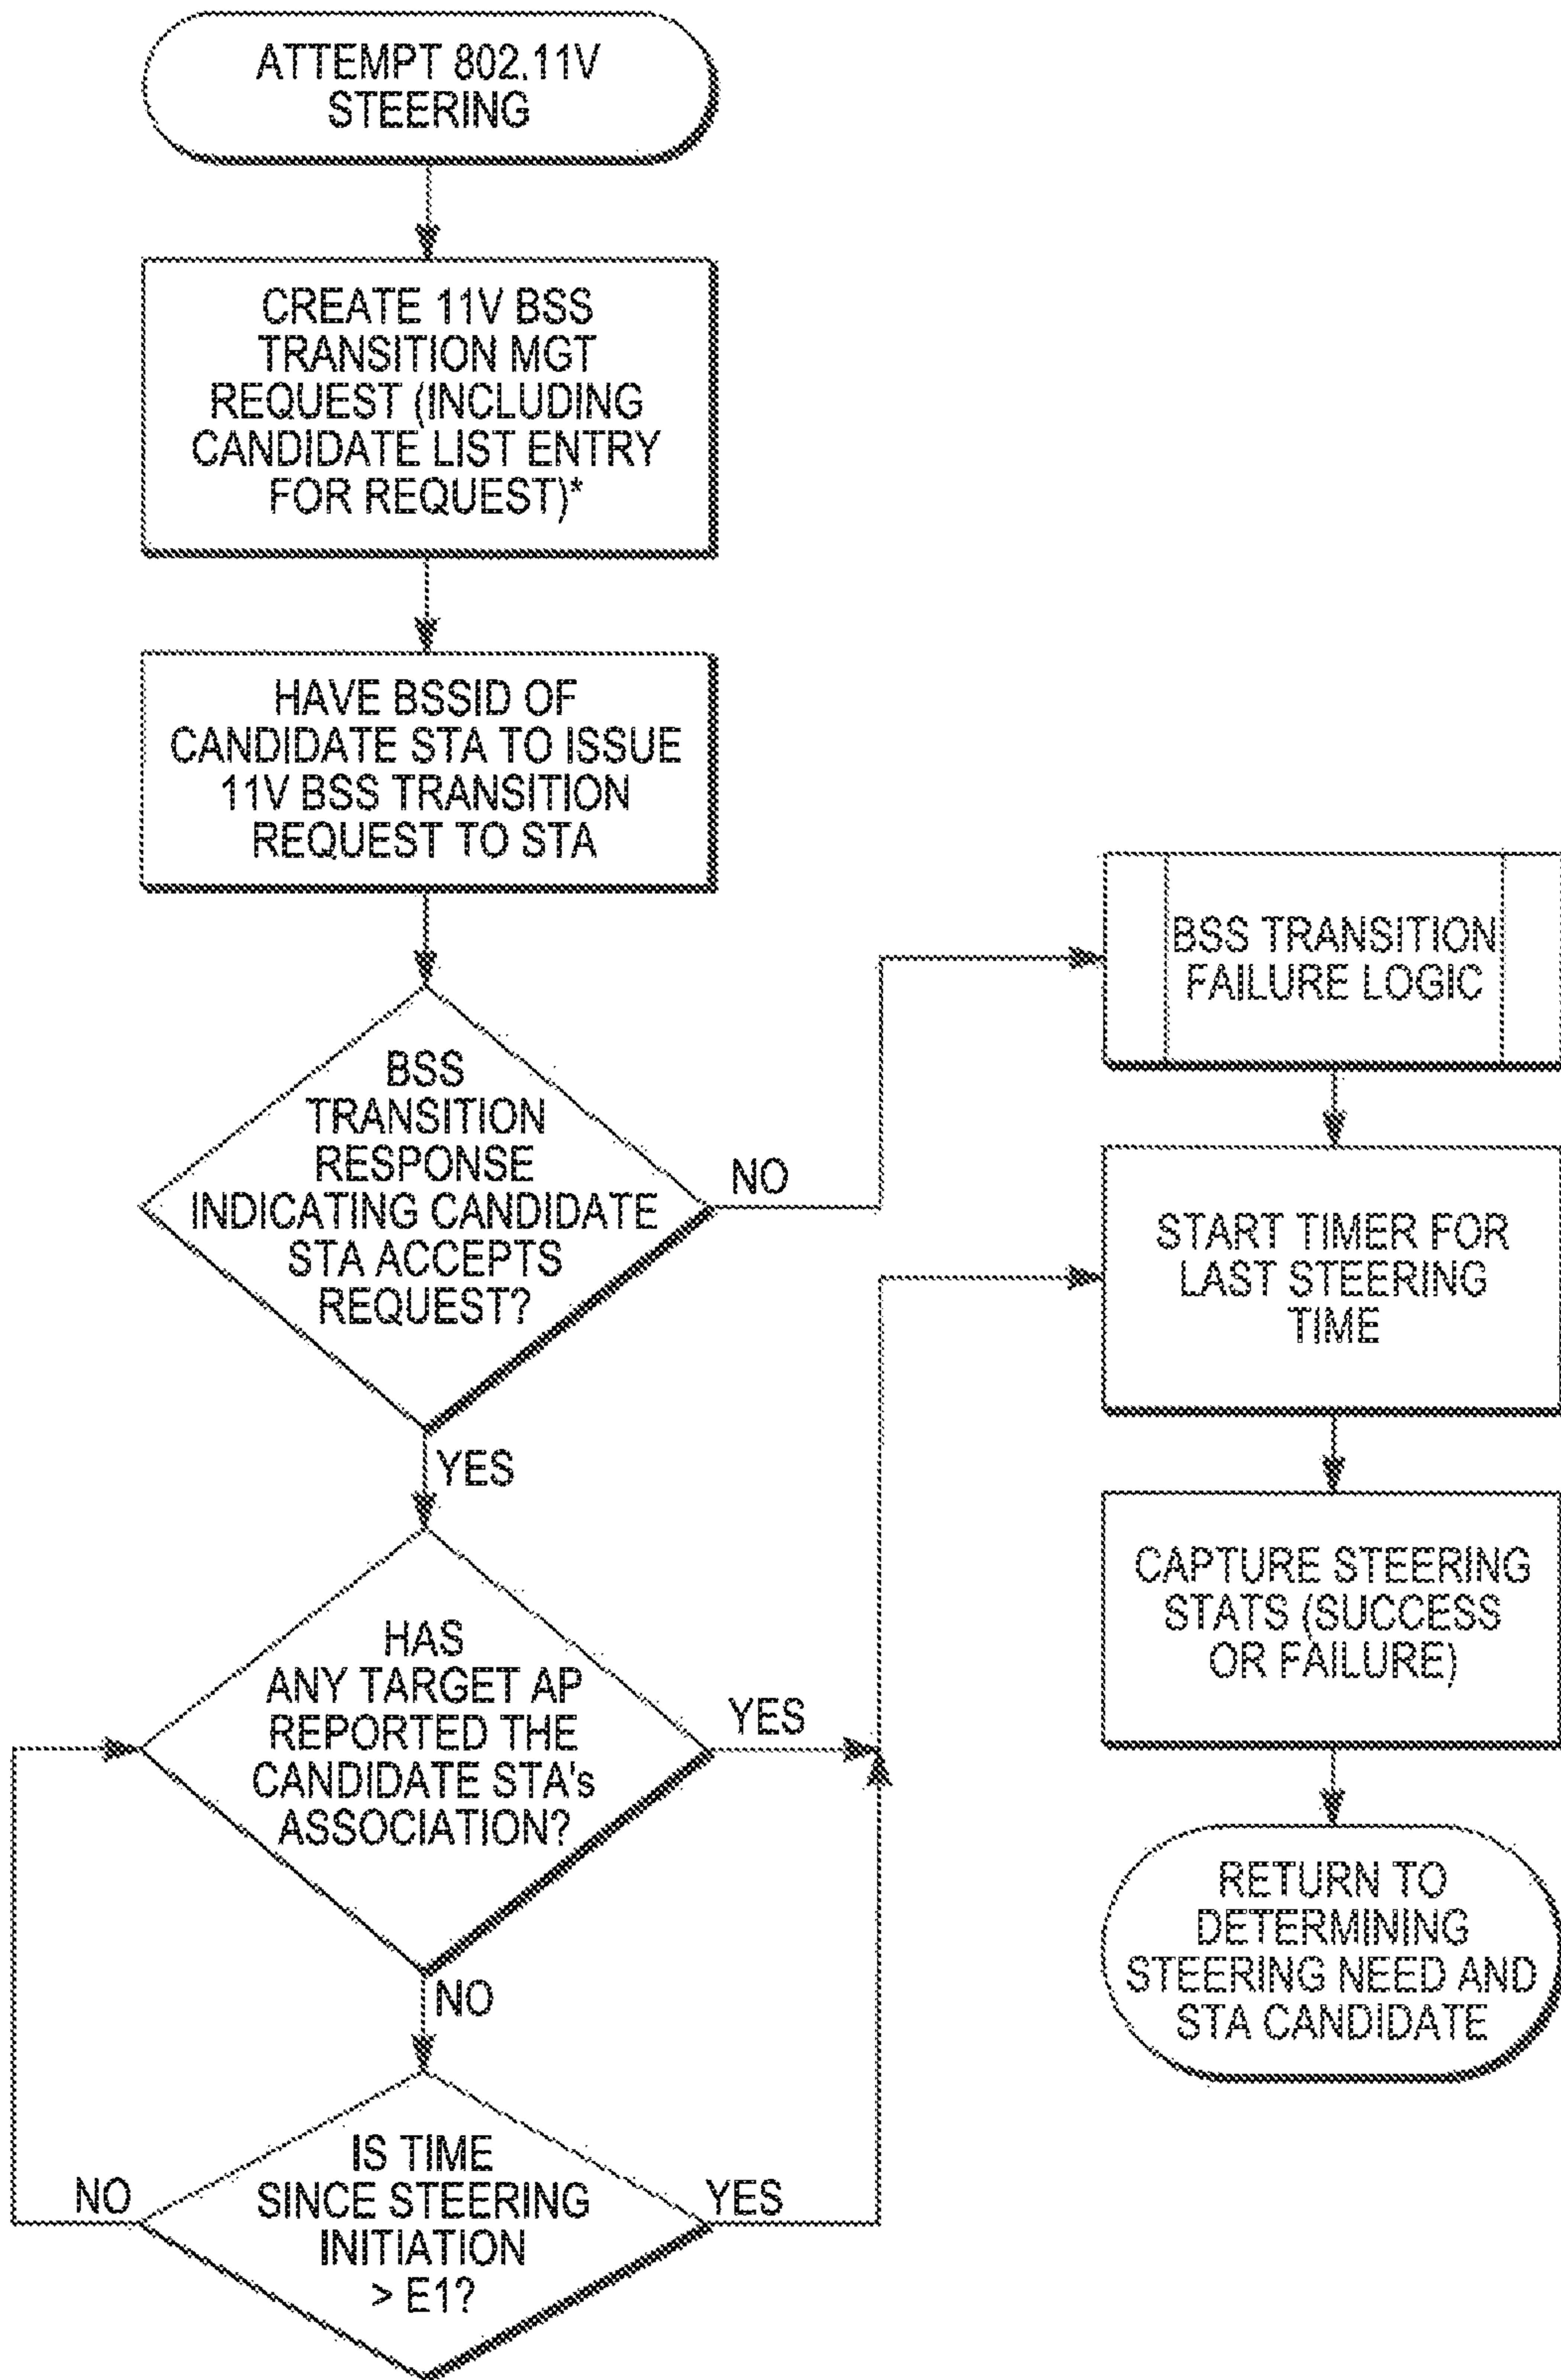 ATTEMPT 802.11V
STEERING
CREATE 11V BSS
TRANSITION MGT
REQUEST (INCLUDING
CANDIDATE LIST ENTRY
FOR REQUEST)*
HAVE BSSID OF
CANDIDATE STA TO ISSUE
11V BSS TRANSITION
REQUEST TO STA
BSS
TRANSITION
RESPONSE
INDICATING CANDIDATE
STA ACCEPTS
REQUEST?
NO
YES
HAS
ANY TARGET AP
REPORTED THE
CANDIDATE STA's
ASSOCIATION?
YES
NO
IS TIME
SINCE STEERING
INITIATION
> E1?
NO
YES
BSS TRANSITION
FAILURE LOGIC
START TIMER FOR
LAST STEERING
TIME
CAPTURE STEERING
STATS (SUCCESS
OR FAILURE)
RETURN TO
DETERMINING
STEERING NEED AND
STA CANDIDATE